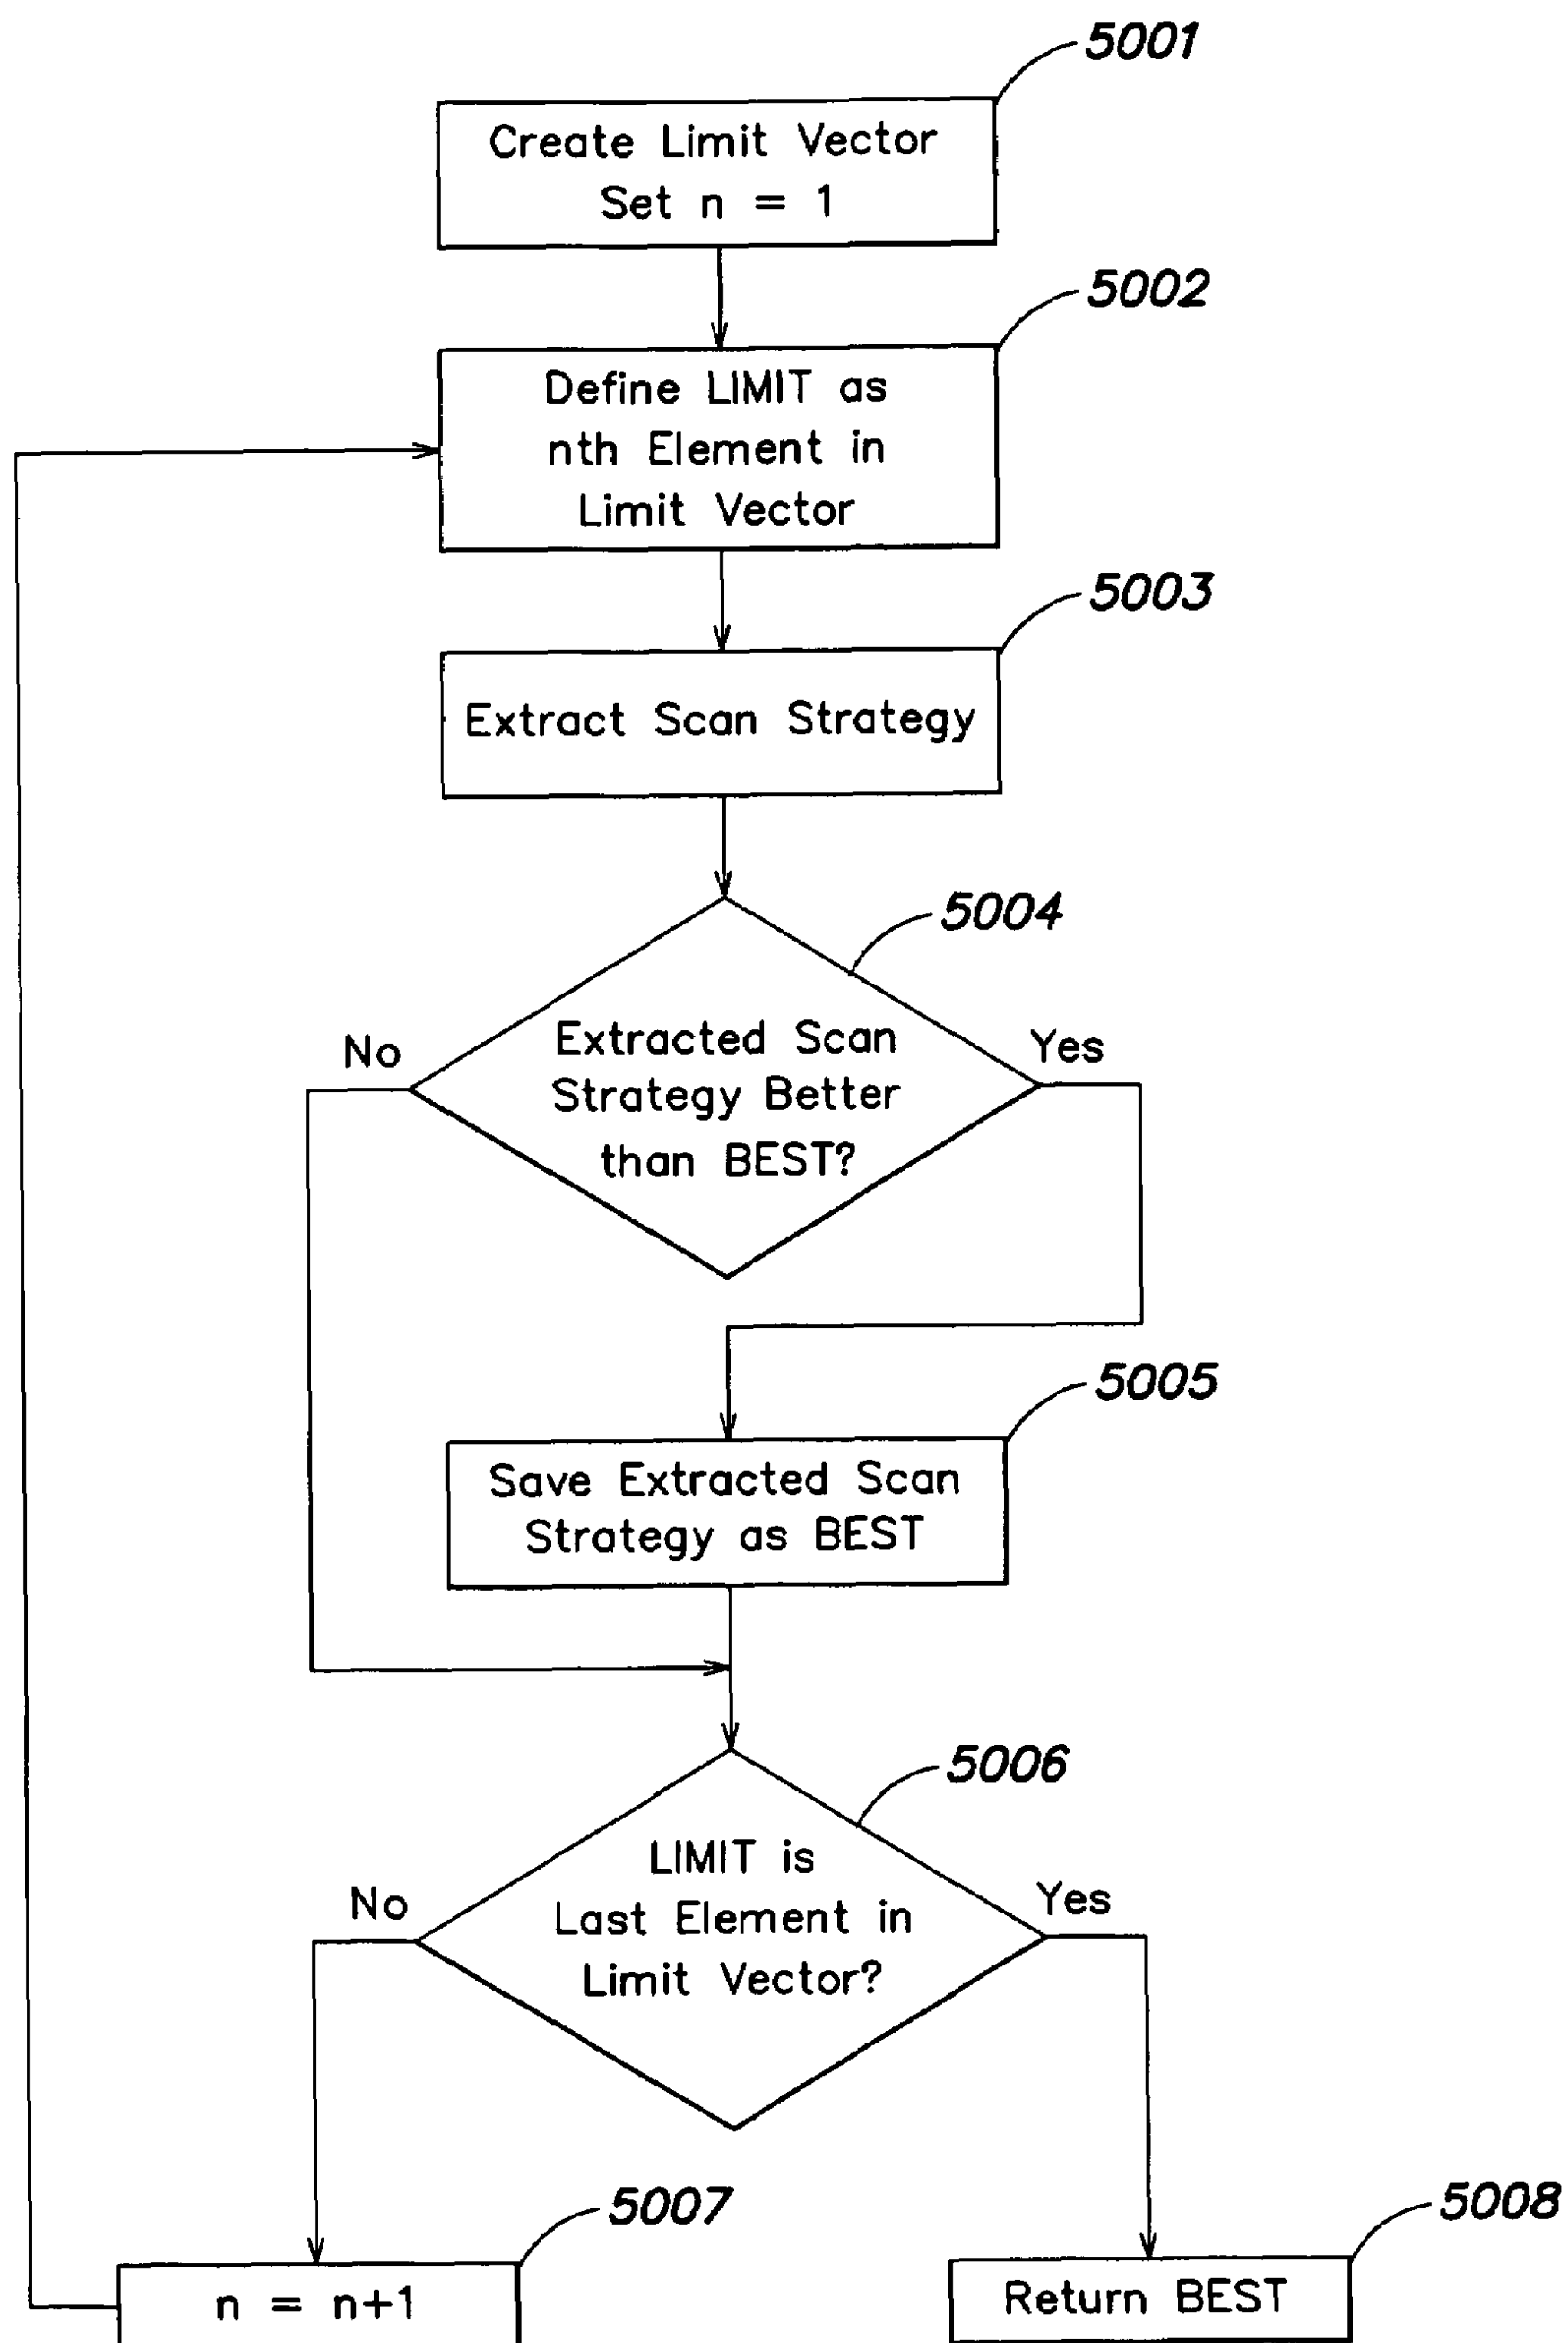 5001
Create Limit Vector
Set n = 1
5002
Define LIMIT as
nth Element in
Limit Vector
5003
Extract Scan Strategy
5004
No
Yes
Extracted Scan
Strategy Better
than BEST?
5005
Save Extracted Scan
Strategy as BEST
5006
No
Yes
LIMIT is
Last Element in
Limit Vector?
5007
n = n+1
5008
Return BEST